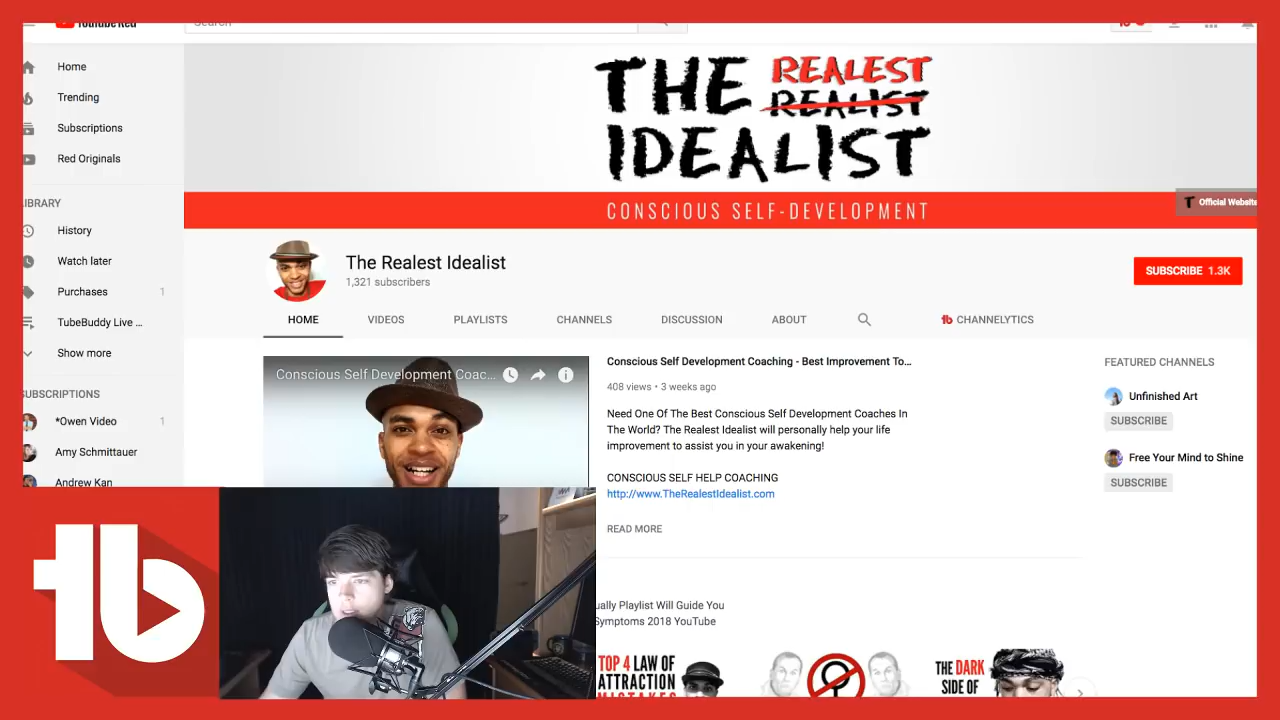 YouTube Red
Search
Home
Trending
Subscriptions
Red Originals
LIBRARY
History
Watch later
Purchases 1
TubeBuddy Live ...
Show more
SUBSCRIPTIONS
*Owen Video 1
Amy Schmittauer
Andrew Kan
THE REALEST
REALIST
IDEALIST
CONSCIOUS SELF-DEVELOPMENT
Official Website
The Realest Idealist
1,321 subscribers
SUBSCRIBE 1.3K
HOME VIDEOS PLAYLISTS CHANNELS DISCUSSION ABOUT CHANNELYTICS
Conscious Self Development Coac...
Conscious Self Development Coaching - Best Improvement To...
408 views • 3 weeks ago
Need One Of The Best Conscious Self Development Coaches In
The World? The Realest Idealist will personally help your life
improvement to assist you in your awakening!
CONSCIOUS SELF HELP COACHING
http://www.TheRealestIdealist.com
READ MORE
FEATURED CHANNELS
Unfinished Art
SUBSCRIBE
Free Your Mind to Shine
SUBSCRIBE
ually Playlist Will Guide You
Symptoms 2018 YouTube
TOP 4 LAW OF
ATTRACTION
MISTAKES
THE DARK
SIDE OF
tb